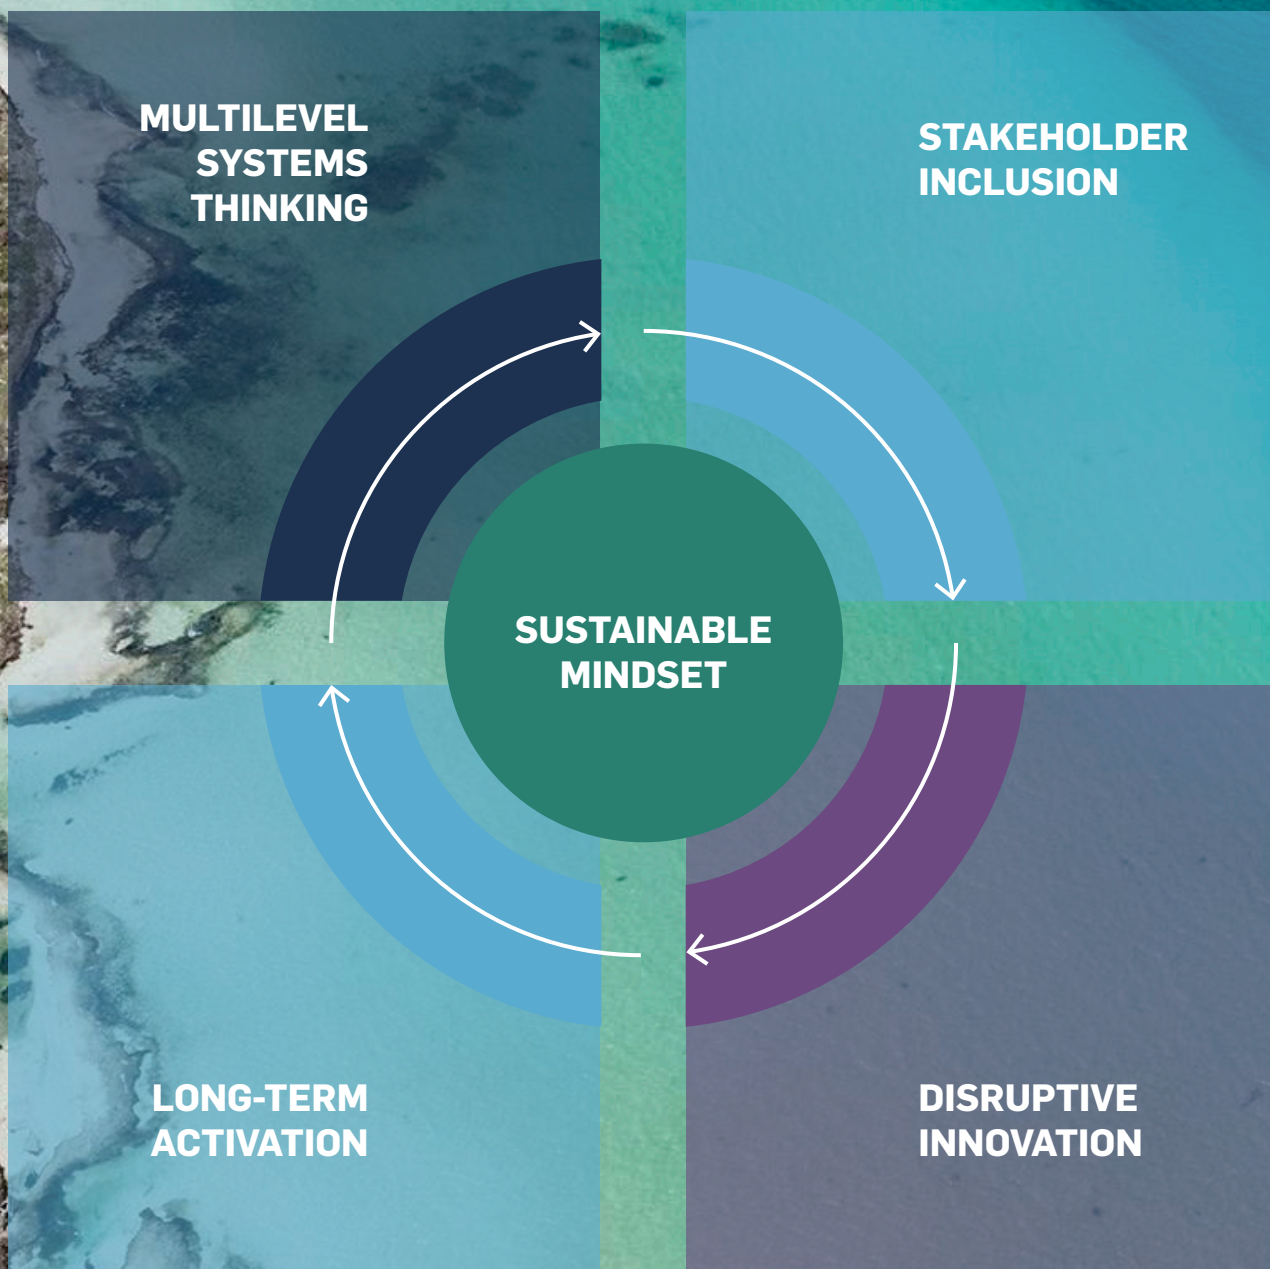 MULTILEVEL
SYSTEMS
THINKING
STAKEHOLDER
INCLUSION
SUSTAINABLE
MINDSET
LONG-TERM
ACTIVATION
DISRUPTIVE
INNOVATION